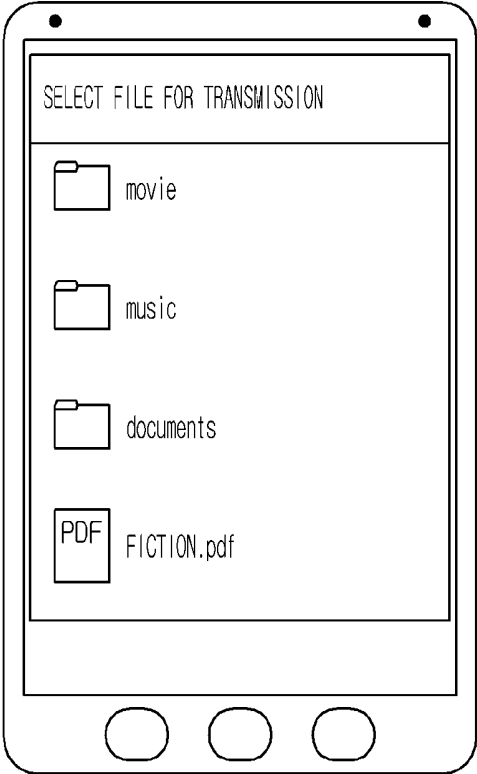 SELECT FILE FOR TRANSMISSION
movie
music
documents
PDF
FICTION.pdf